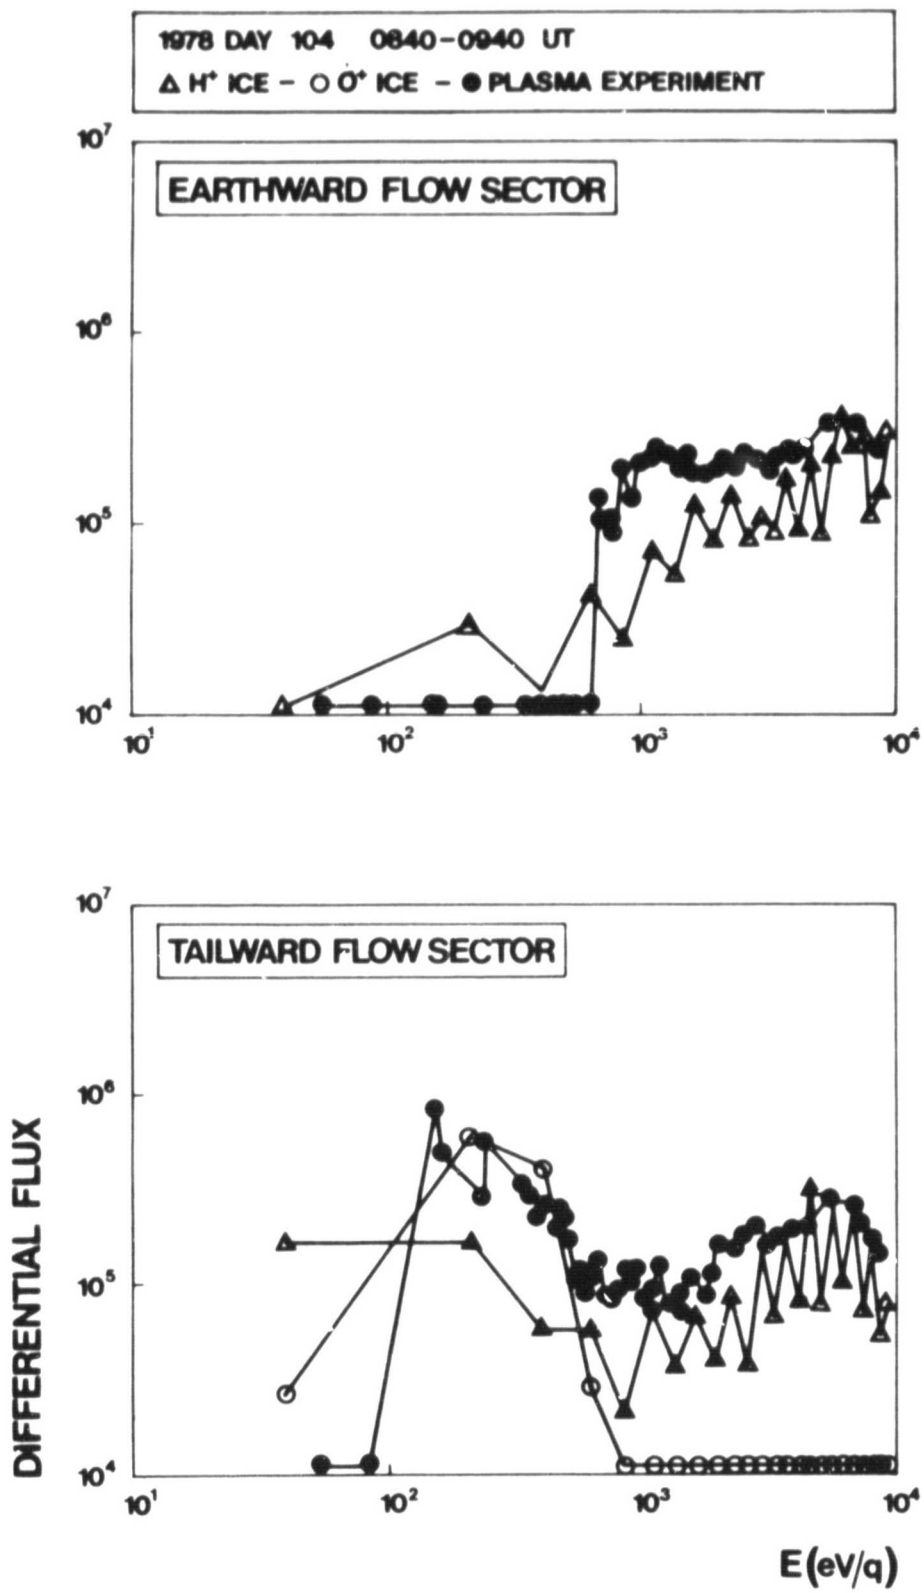 1978 DAY 104 0840-0940 UT
△ H⁺ ICE - ○ O⁺ ICE - ● PLASMA EXPERIMENT
10⁷
EARTHWARD FLOW SECTOR
10⁶
10⁵
10⁴
10¹ 10² 10³ 10⁴
10⁷
TAILWARD FLOW SECTOR
10⁶
10⁵
10⁴
10¹ 10² 10³ 10⁴
DIFFERENTIAL FLUX
E(eV/q)